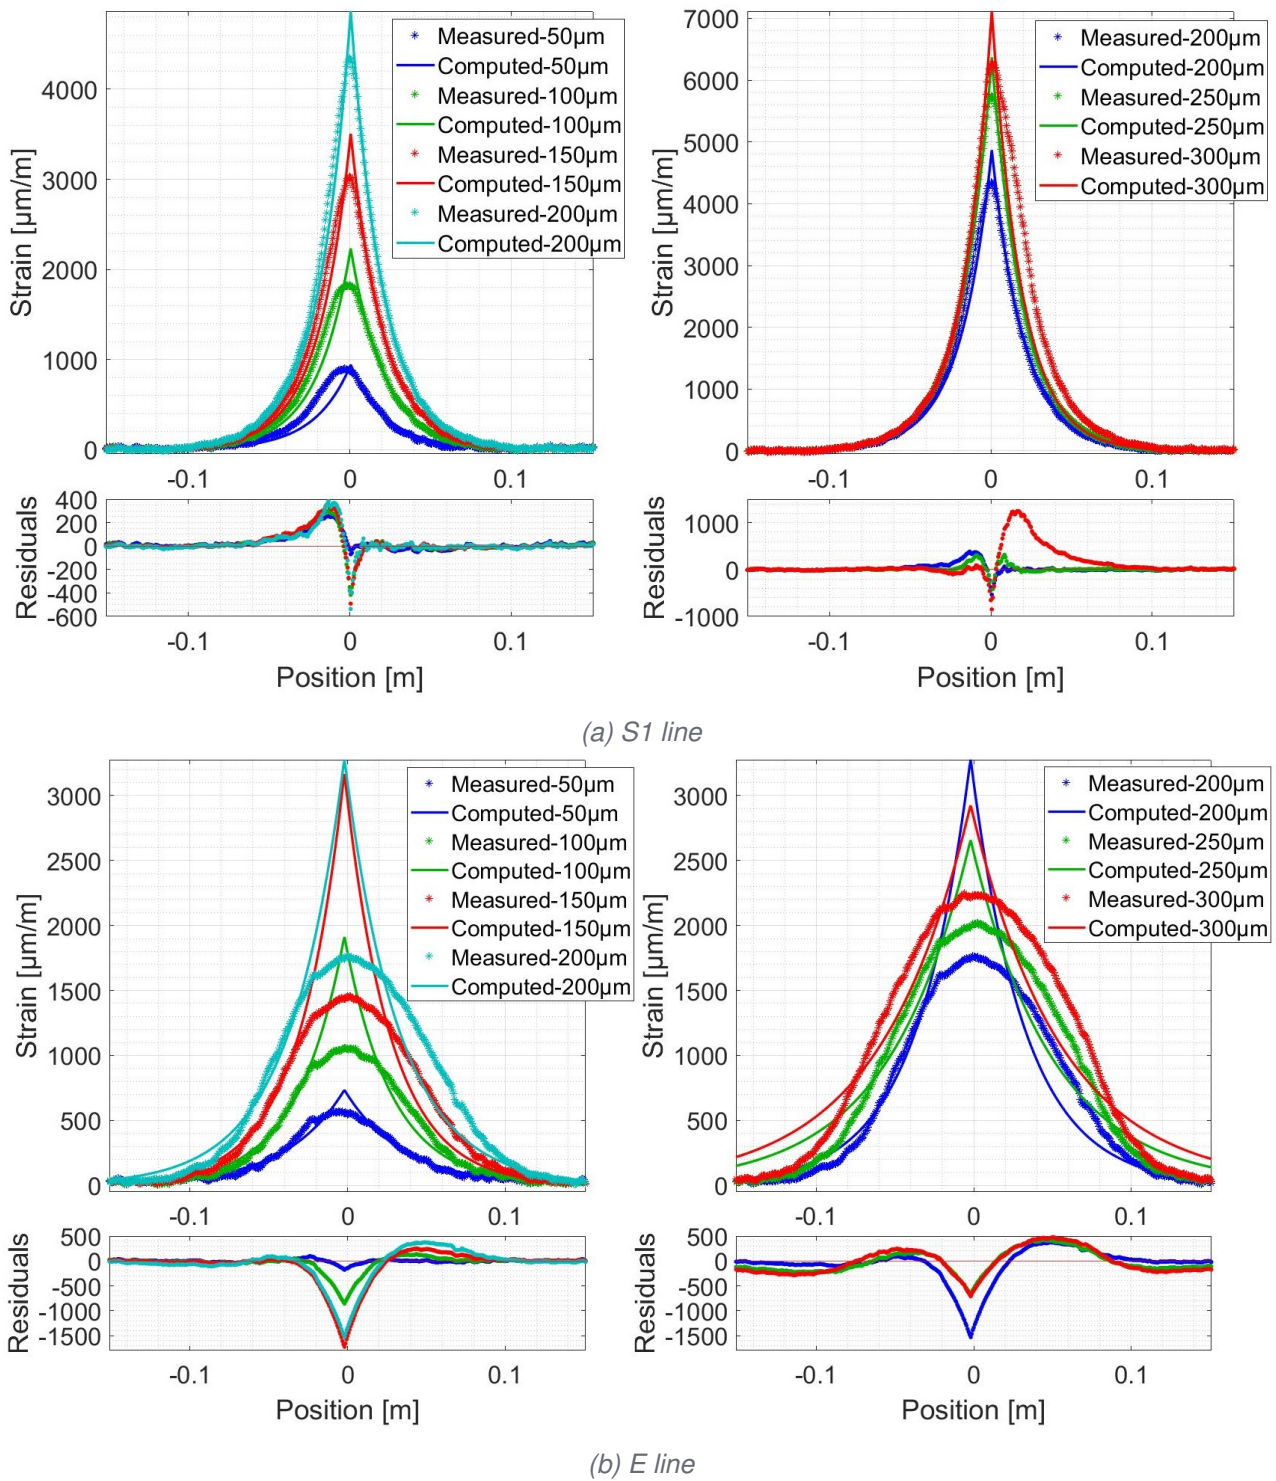 4000
3000
2000
1000
0
Strain [µm/m]
Measured-50µm
Computed-50µm
Measured-100µm
Computed-100µm
Measured-150µm
Computed-150µm
Measured-200µm
Computed-200µm
-0.1
0
0.1
400
200
0
-200
-400
-600
Residuals
-0.1
0
0.1
Position [m]
7000
6000
5000
4000
3000
2000
1000
0
Strain [µm/m]
Measured-200µm
Computed-200µm
Measured-250µm
Computed-250µm
Measured-300µm
Computed-300µm
-0.1
0
0.1
1000
0
-1000
Residuals
-0.1
0
0.1
Position [m]
(a) S1 line
3000
2500
2000
1500
1000
500
0
Strain [µm/m]
Measured-50µm
Computed-50µm
Measured-100µm
Computed-100µm
Measured-150µm
Computed-150µm
Measured-200µm
Computed-200µm
-0.1
0
0.1
500
0
-500
-1000
-1500
Residuals
-0.1
0
0.1
Position [m]
3000
2500
2000
1500
1000
500
0
Strain [µm/m]
Measured-200µm
Computed-200µm
Measured-250µm
Computed-250µm
Measured-300µm
Computed-300µm
-0.1
0
0.1
500
0
-500
-1000
-1500
Residuals
-0.1
0
0.1
Position [m]
(b) E line